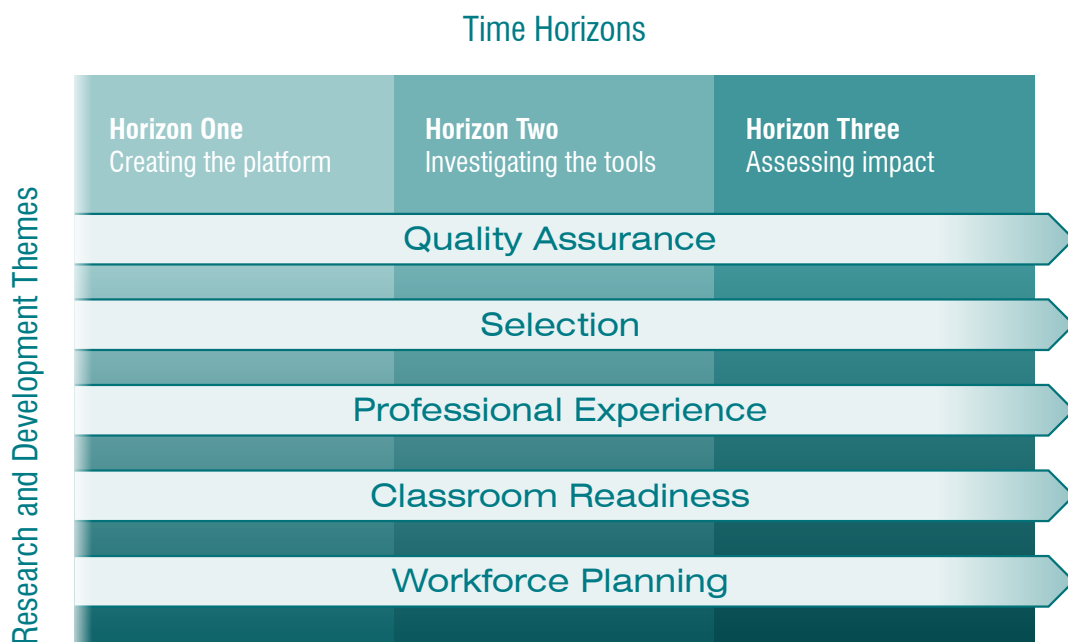 Time Horizons
Horizon One
Creating the platform
Horizon Two
Investigating the tools
Horizon Three
Assessing impact
Research and Development Themes
Quality Assurance
Selection
Professional Experience
Classroom Readiness
Workforce Planning